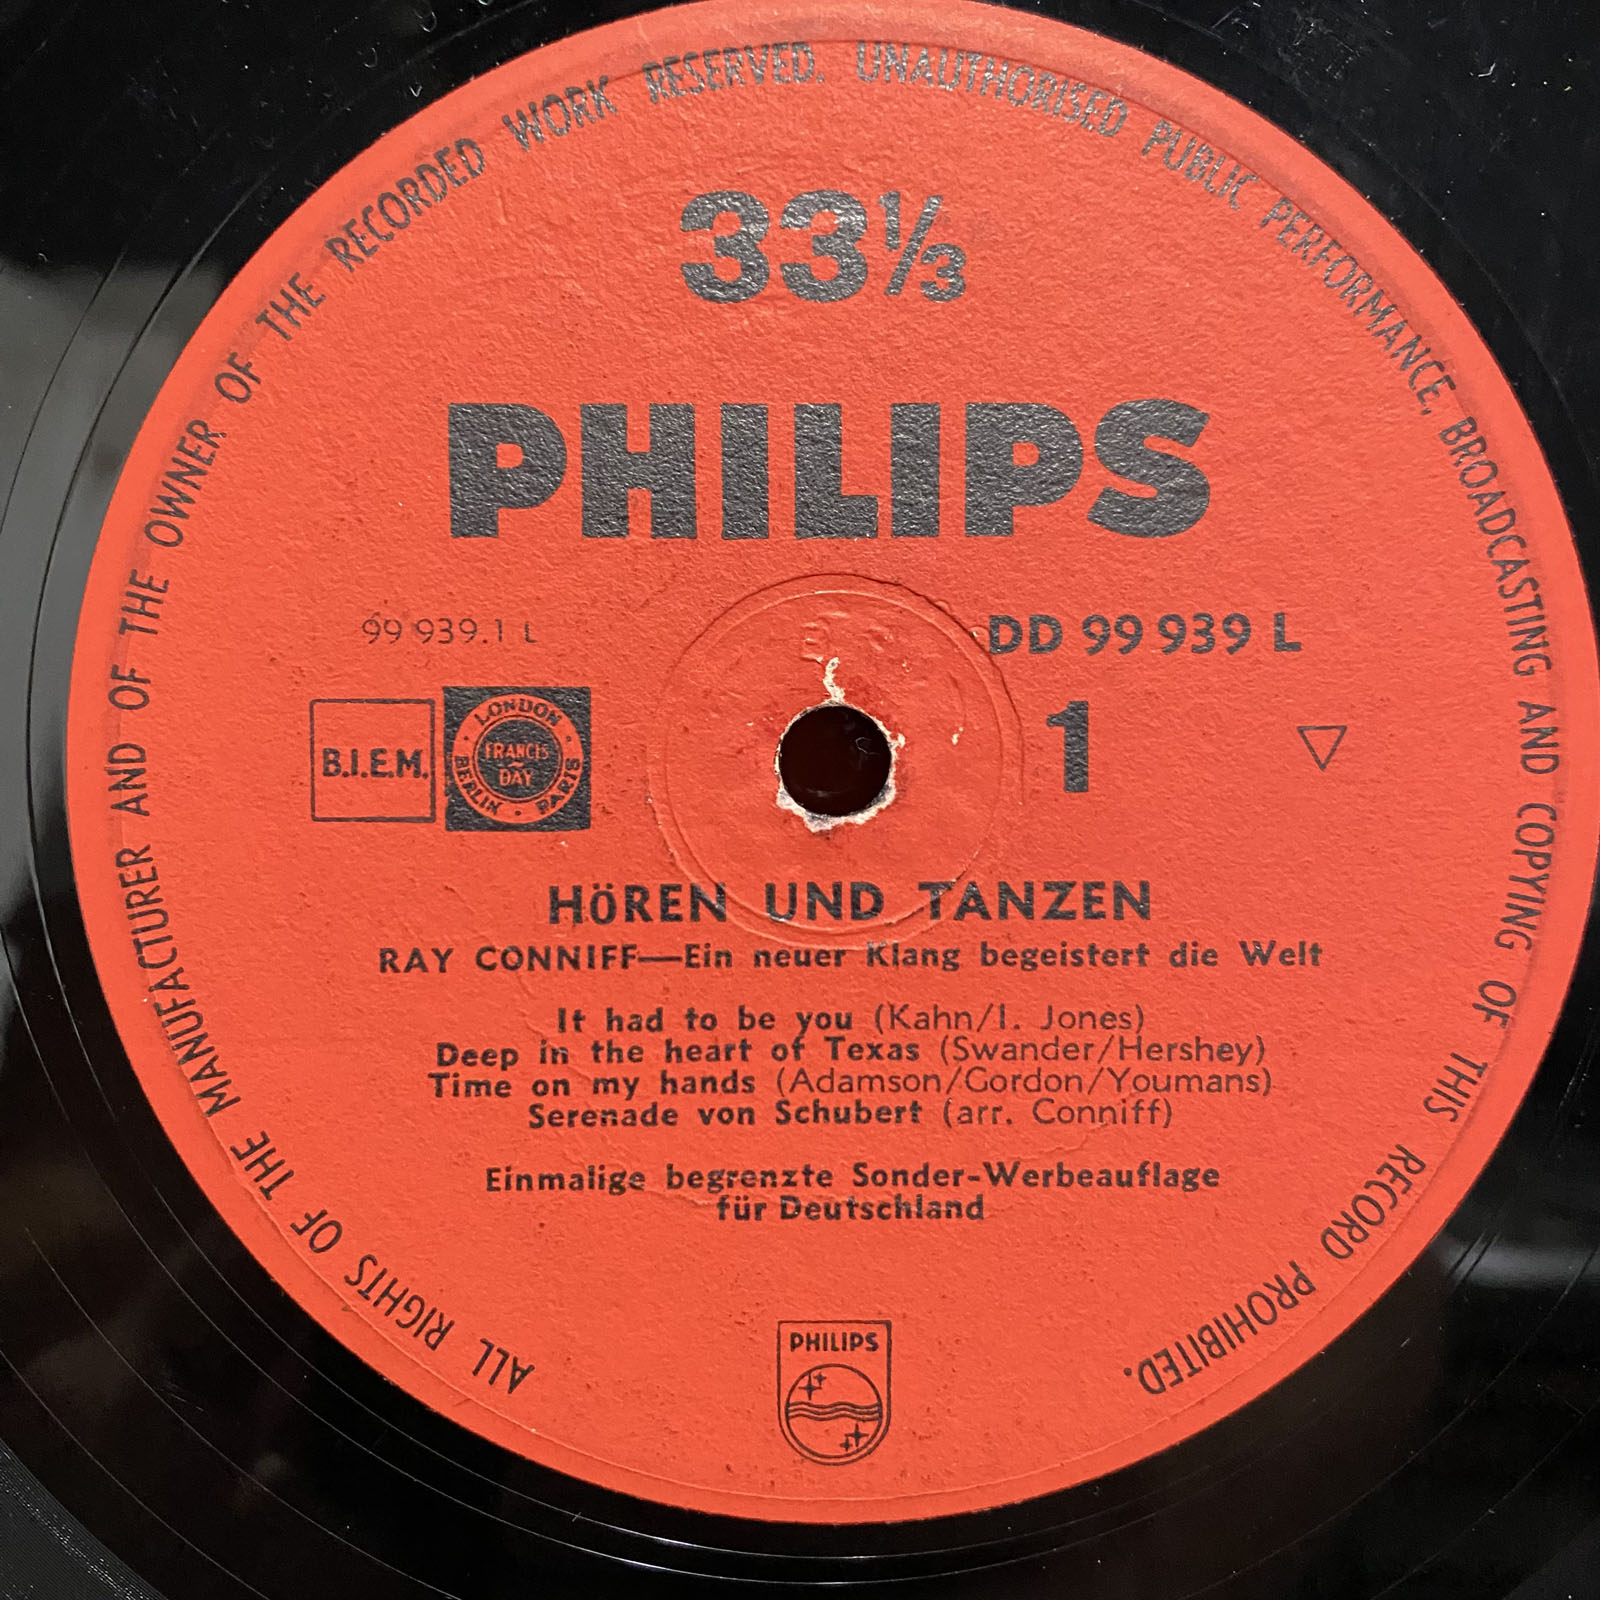 ALL RIGHTS OF THE MANUFACTURER AND OF THE OWNER OF THE RECORDED WORK RESERVED. UNAUTHORISED PUBLIC PERFORMANCE, BROADCASTING AND COPYING OF THIS RECORD PROHIBITED.
33⅓
PHILIPS
99 939.1 L
DD 99 939 L
B.I.E.M.
LONDON
FRANCIS DAY
BERLIN · PARIS
1
HÖREN UND TANZEN
RAY CONNIFF—Ein neuer Klang begeistert die Welt
It had to be you (Kahn/I. Jones)
Deep in the heart of Texas (Swander/Hershey)
Time on my hands (Adamson/Gordon/Youmans)
Serenade von Schubert (arr. Conniff)
Einmalige begrenzte Sonder-Werbeauflage
für Deutschland
PHILIPS